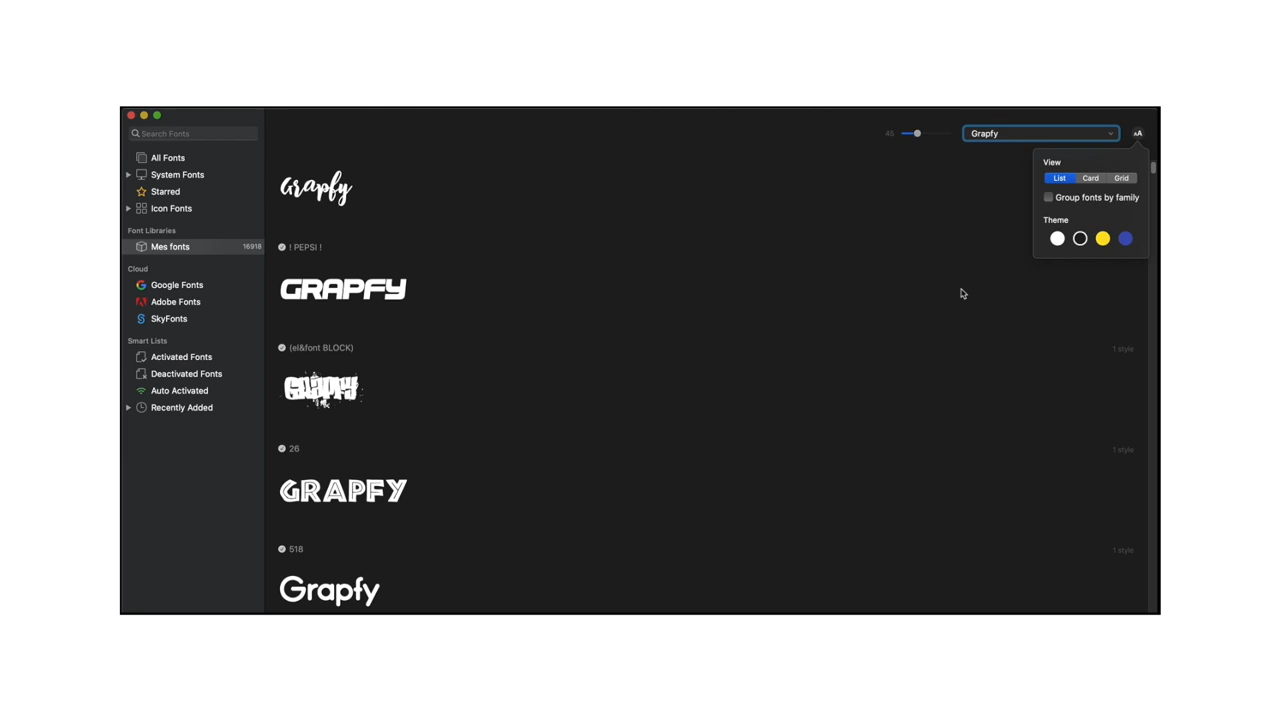 Search Fonts
All Fonts
System Fonts
Starred
Icon Fonts
Font Libraries
Mes fonts 16918
Cloud
Google Fonts
Adobe Fonts
SkyFonts
Smart Lists
Activated Fonts
Deactivated Fonts
Auto Activated
Recently Added
45
Grapfy
AA
View
List Card Grid
Group fonts by family
Theme
Grapfy
! PEPSI !
GRAPFY
(el&font BLOCK) 1 style
GRAPFY
26 1 style
GRAPFY
518 1 style
Grapfy